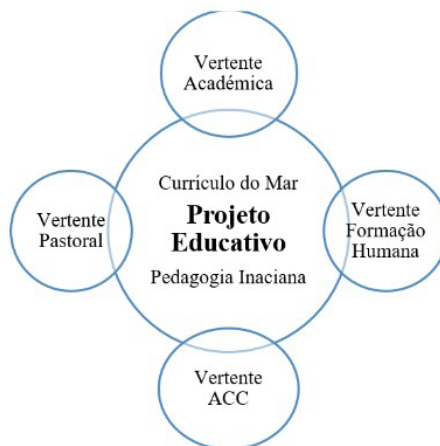 Vertente
Académica
Currículo do Mar
Projeto
Educativo
Pedagogia Inaciana
Vertente
Pastoral
Vertente
Formação
Humana
Vertente
ACC